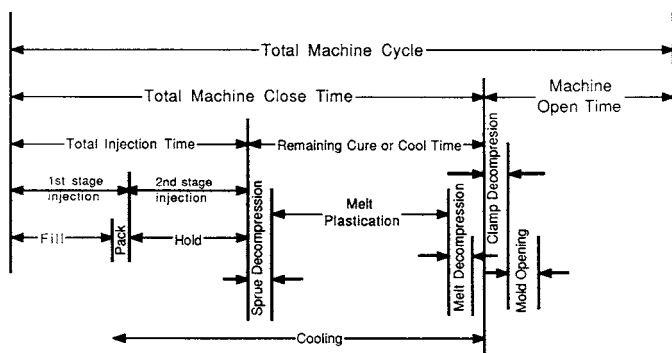 Total Machine Cycle
Total Machine Close Time
Machine
Open Time
Total Injection Time
Remaining Cure or Cool Time
1st stage
injection
2nd stage
injection
Melt
Plastication
Fill
Pack
Hold
Sprue Decompression
Melt Decompression
Clamp Decompression
Mold Opening
Cooling